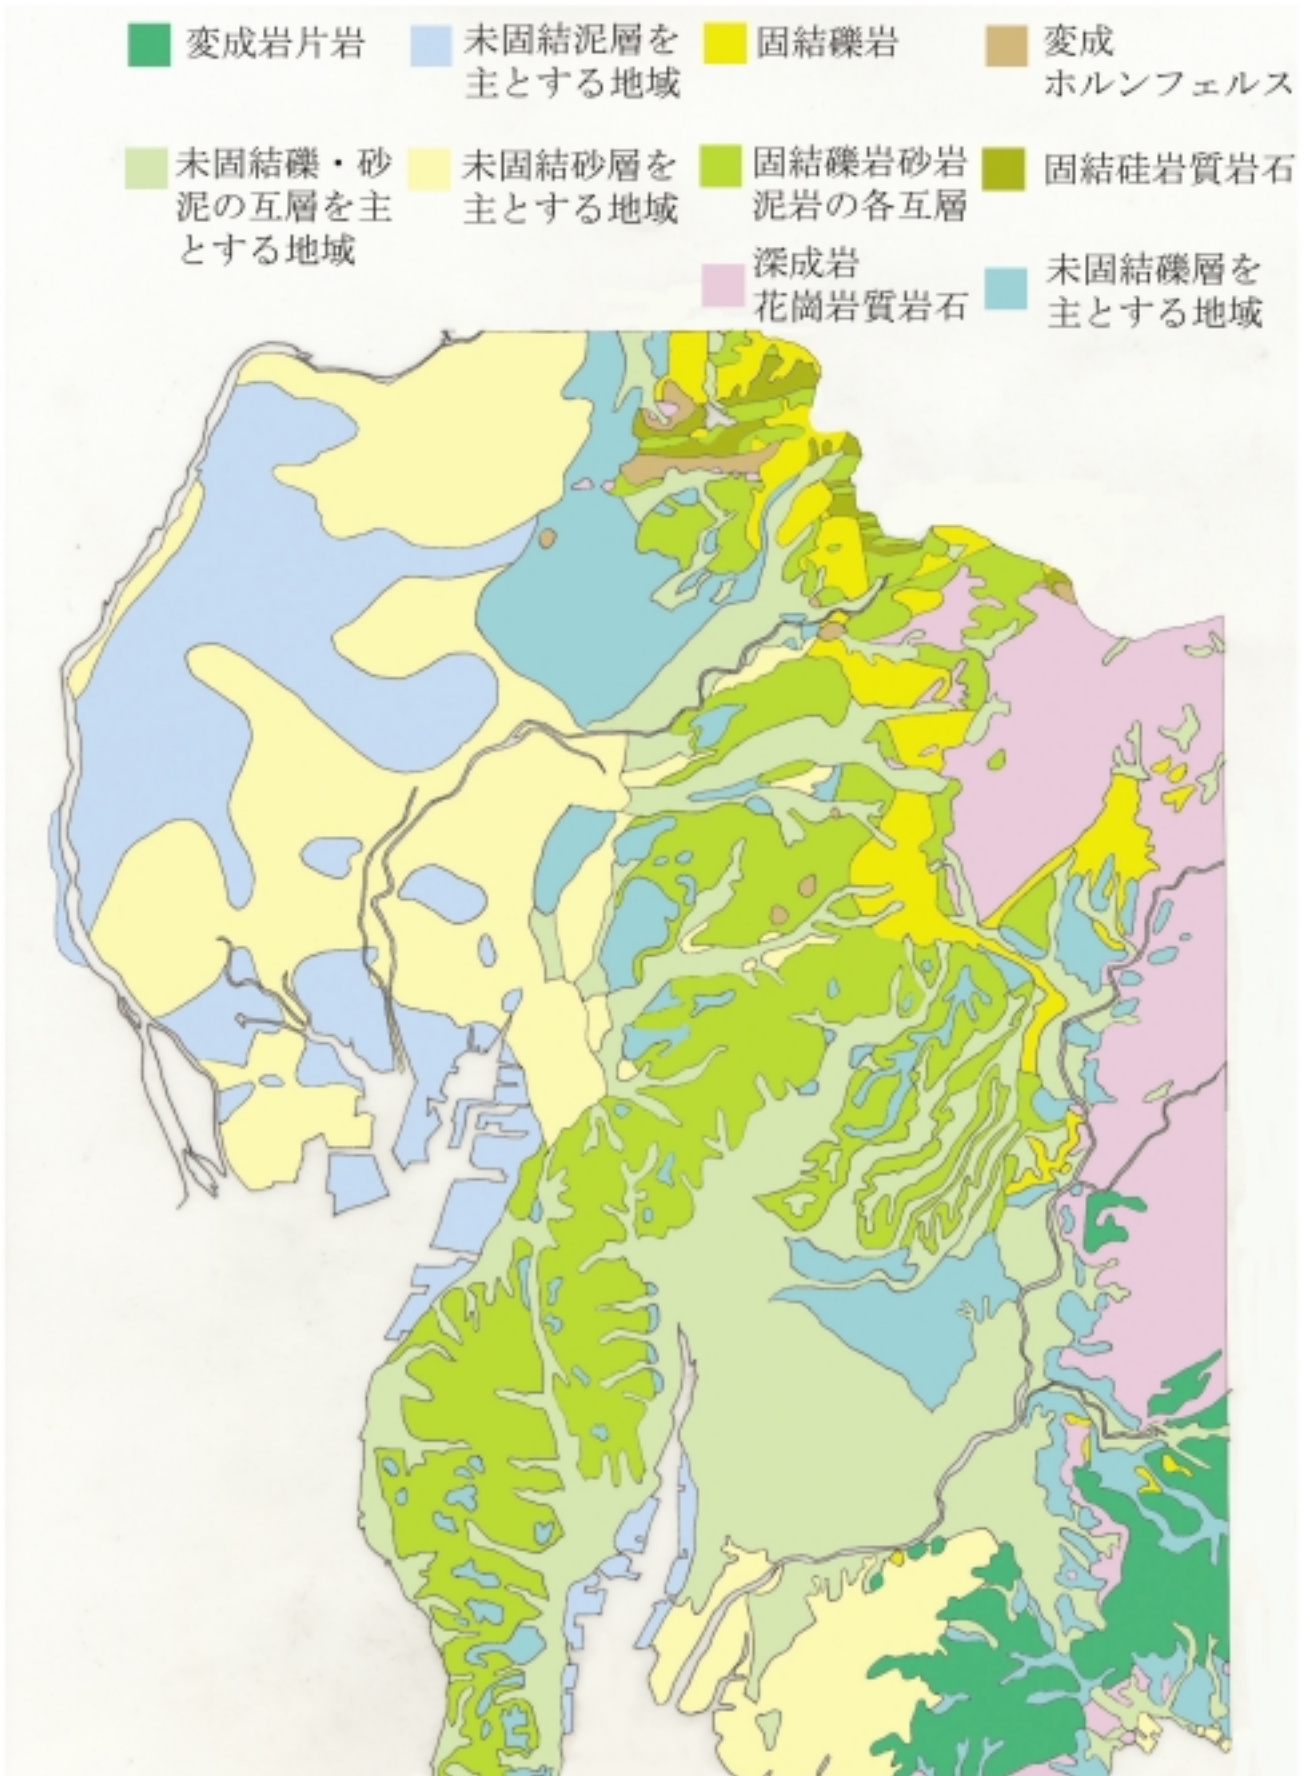 変成岩片岩
未固結泥層を
主とする地域
固結礫岩
変成
ホルンフェルス
未固結礫・砂
泥の互層を主
とする地域
未固結砂層を
主とする地域
固結礫岩砂岩
泥岩の各互層
固結硅岩質岩石
深成岩
花崗岩質岩石
未固結礫層を
主とする地域